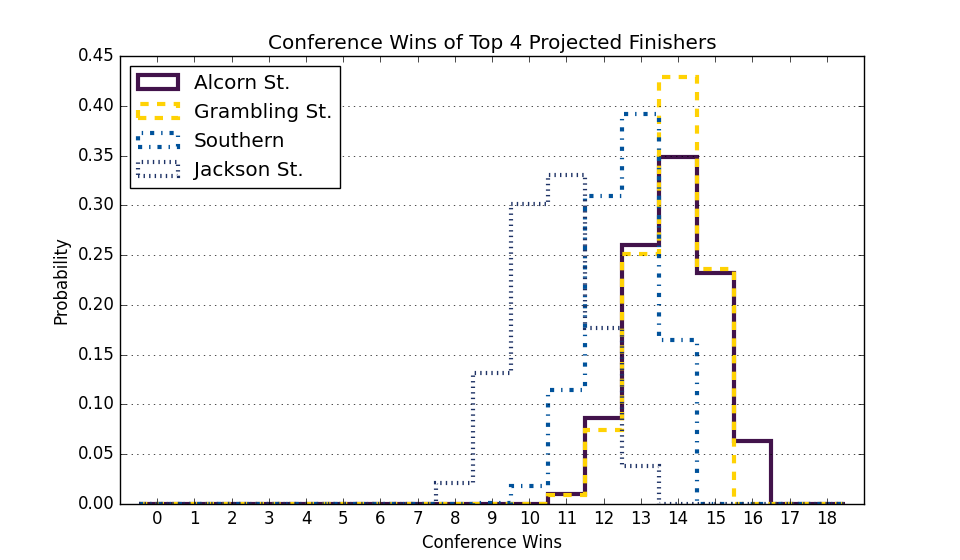 Conference Wins of Top 4 Projected Finishers
Alcorn St.
Grambling St.
Southern
Jackson St.
0.45
0.40
0.35
0.30
0.25
0.20
0.15
0.10
0.05
0.00
Probability
0 1 2 3 4 5 6 7 8 9 10 11 12 13 14 15 16 17 18
Conference Wins